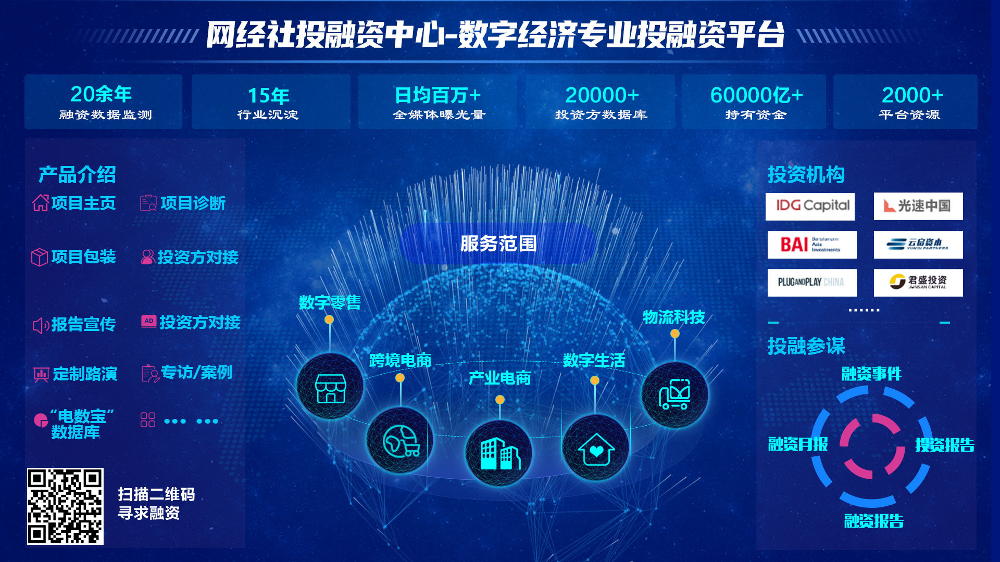 网经社投融资中心-数字经济专业投融资平台
20余年
融资数据监测
15年
行业沉淀
日均百万+
全媒体曝光量
20000+
投资方数据库
60000亿+
持有资金
2000+
平台资源
产品介绍
项目主页
项目诊断
项目包装
投资方对接
报告宣传
AD
投资方对接
定制路演
专访/案例
“电数宝”
数据库
扫描二维码
寻求融资
服务范围
数字零售
跨境电商
产业电商
数字生活
物流科技
投资机构
IDG Capital
光速中国
BAI
Bertelsmann
Asia
Investments
云启资本
YUNQI PARTNERS
PLUGANDPLAY CHINA
君盛投资
JUNSAN CAPITAL
......
投融参谋
融资事件
融资月报
投资报告
融资报告